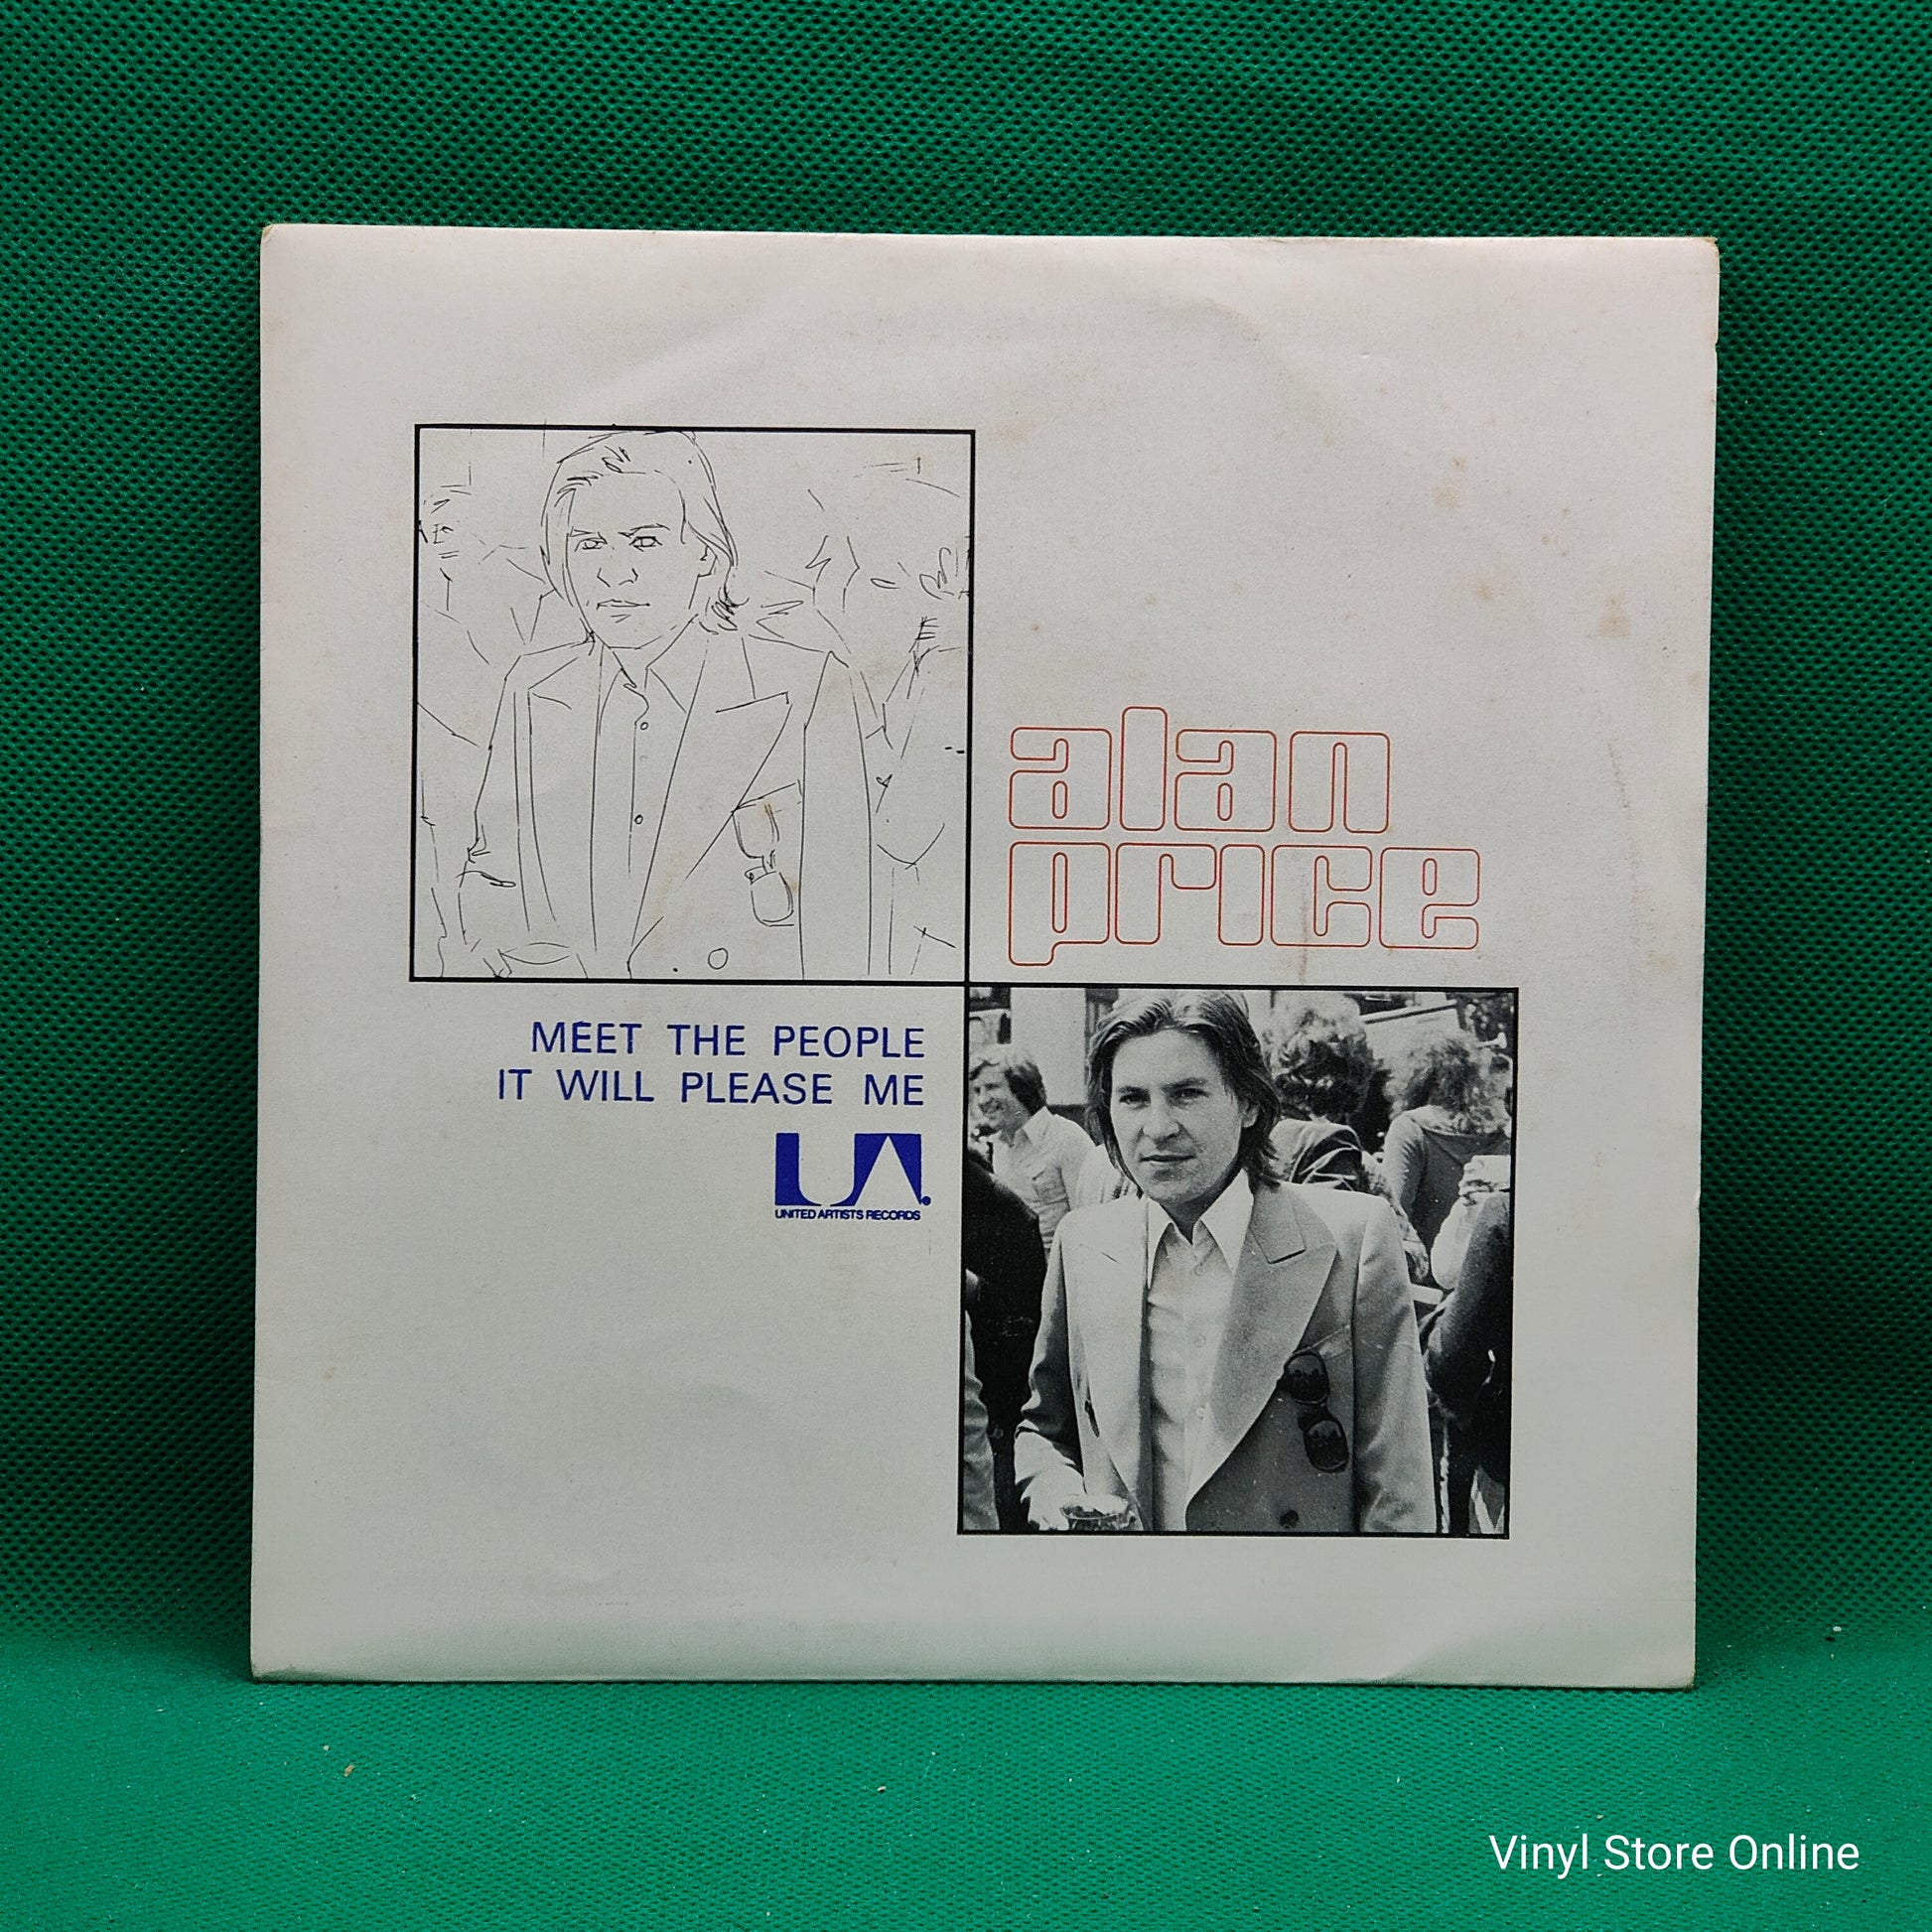 alan
price
MEET THE PEOPLE
IT WILL PLEASE ME
UA
UNITED ARTISTS RECORDS
Vinyl Store Online